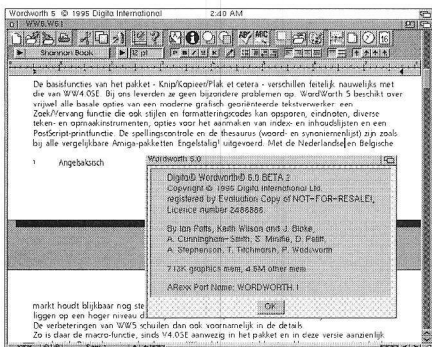 Wordworth 5 © 1995 Digita International 2:40 AM
WW5.W51
Shannon Book 12 pt
De basisfuncties van het pakket - Knip/Kopieer/Plak et cetera - verschillen feitelijk nauwelijks met
die van WW4.0SE. Bij ons leverden ze geen bijzondere problemen op. WordWorth 5 beschikt over
vrijwel alle basale opties van een moderne grafisch georiënteerde tekstverwerker: een
Zoek/Vervang functie die ook stijlen en formatteringscodes kan opsporen, eindnoten, diverse
teken- en opmaakinstrumenten, opties voor het aanmaken van index- en inhoudslijsten en een
PostScript-printfunctie. De spellingscontrole en de thesaurus (woord- en synoniemenlijst) zijn zoals
bij alle vergelijkbare Amiga-pakketten Engelstalig¹ uitgevoerd. Met de Nederlandse en Belgische
1 Angelsaksisch
Wordworth 5.0
Digita® Wordworth® 5.0 BETA 2
Copyright © 1995 Digita International Ltd.
registered by Evaluation Copy of NOT-FOR-RESALE!,
Licence number 2486888.
By Ian Potts, Keith Wilson and J. Blake,
A. Cunningham-Smith, S. Minifie, D. Pellit,
A. Stephenson, T. Titchmarsh, P. Wadsworth
713K graphics mem, 4.5M other mem
ARexx Port Name: WORDWORTH.1
OK
markt houdt blijkbaar nog ste
liggen op een hoger niveau d
De verbeteringen van WW5 schuilen dan ook voornamelijk in de details.
Zo is daar de macro-functie, sinds V4.0SE aanwezig in het pakket en in deze versie aanzienlijk